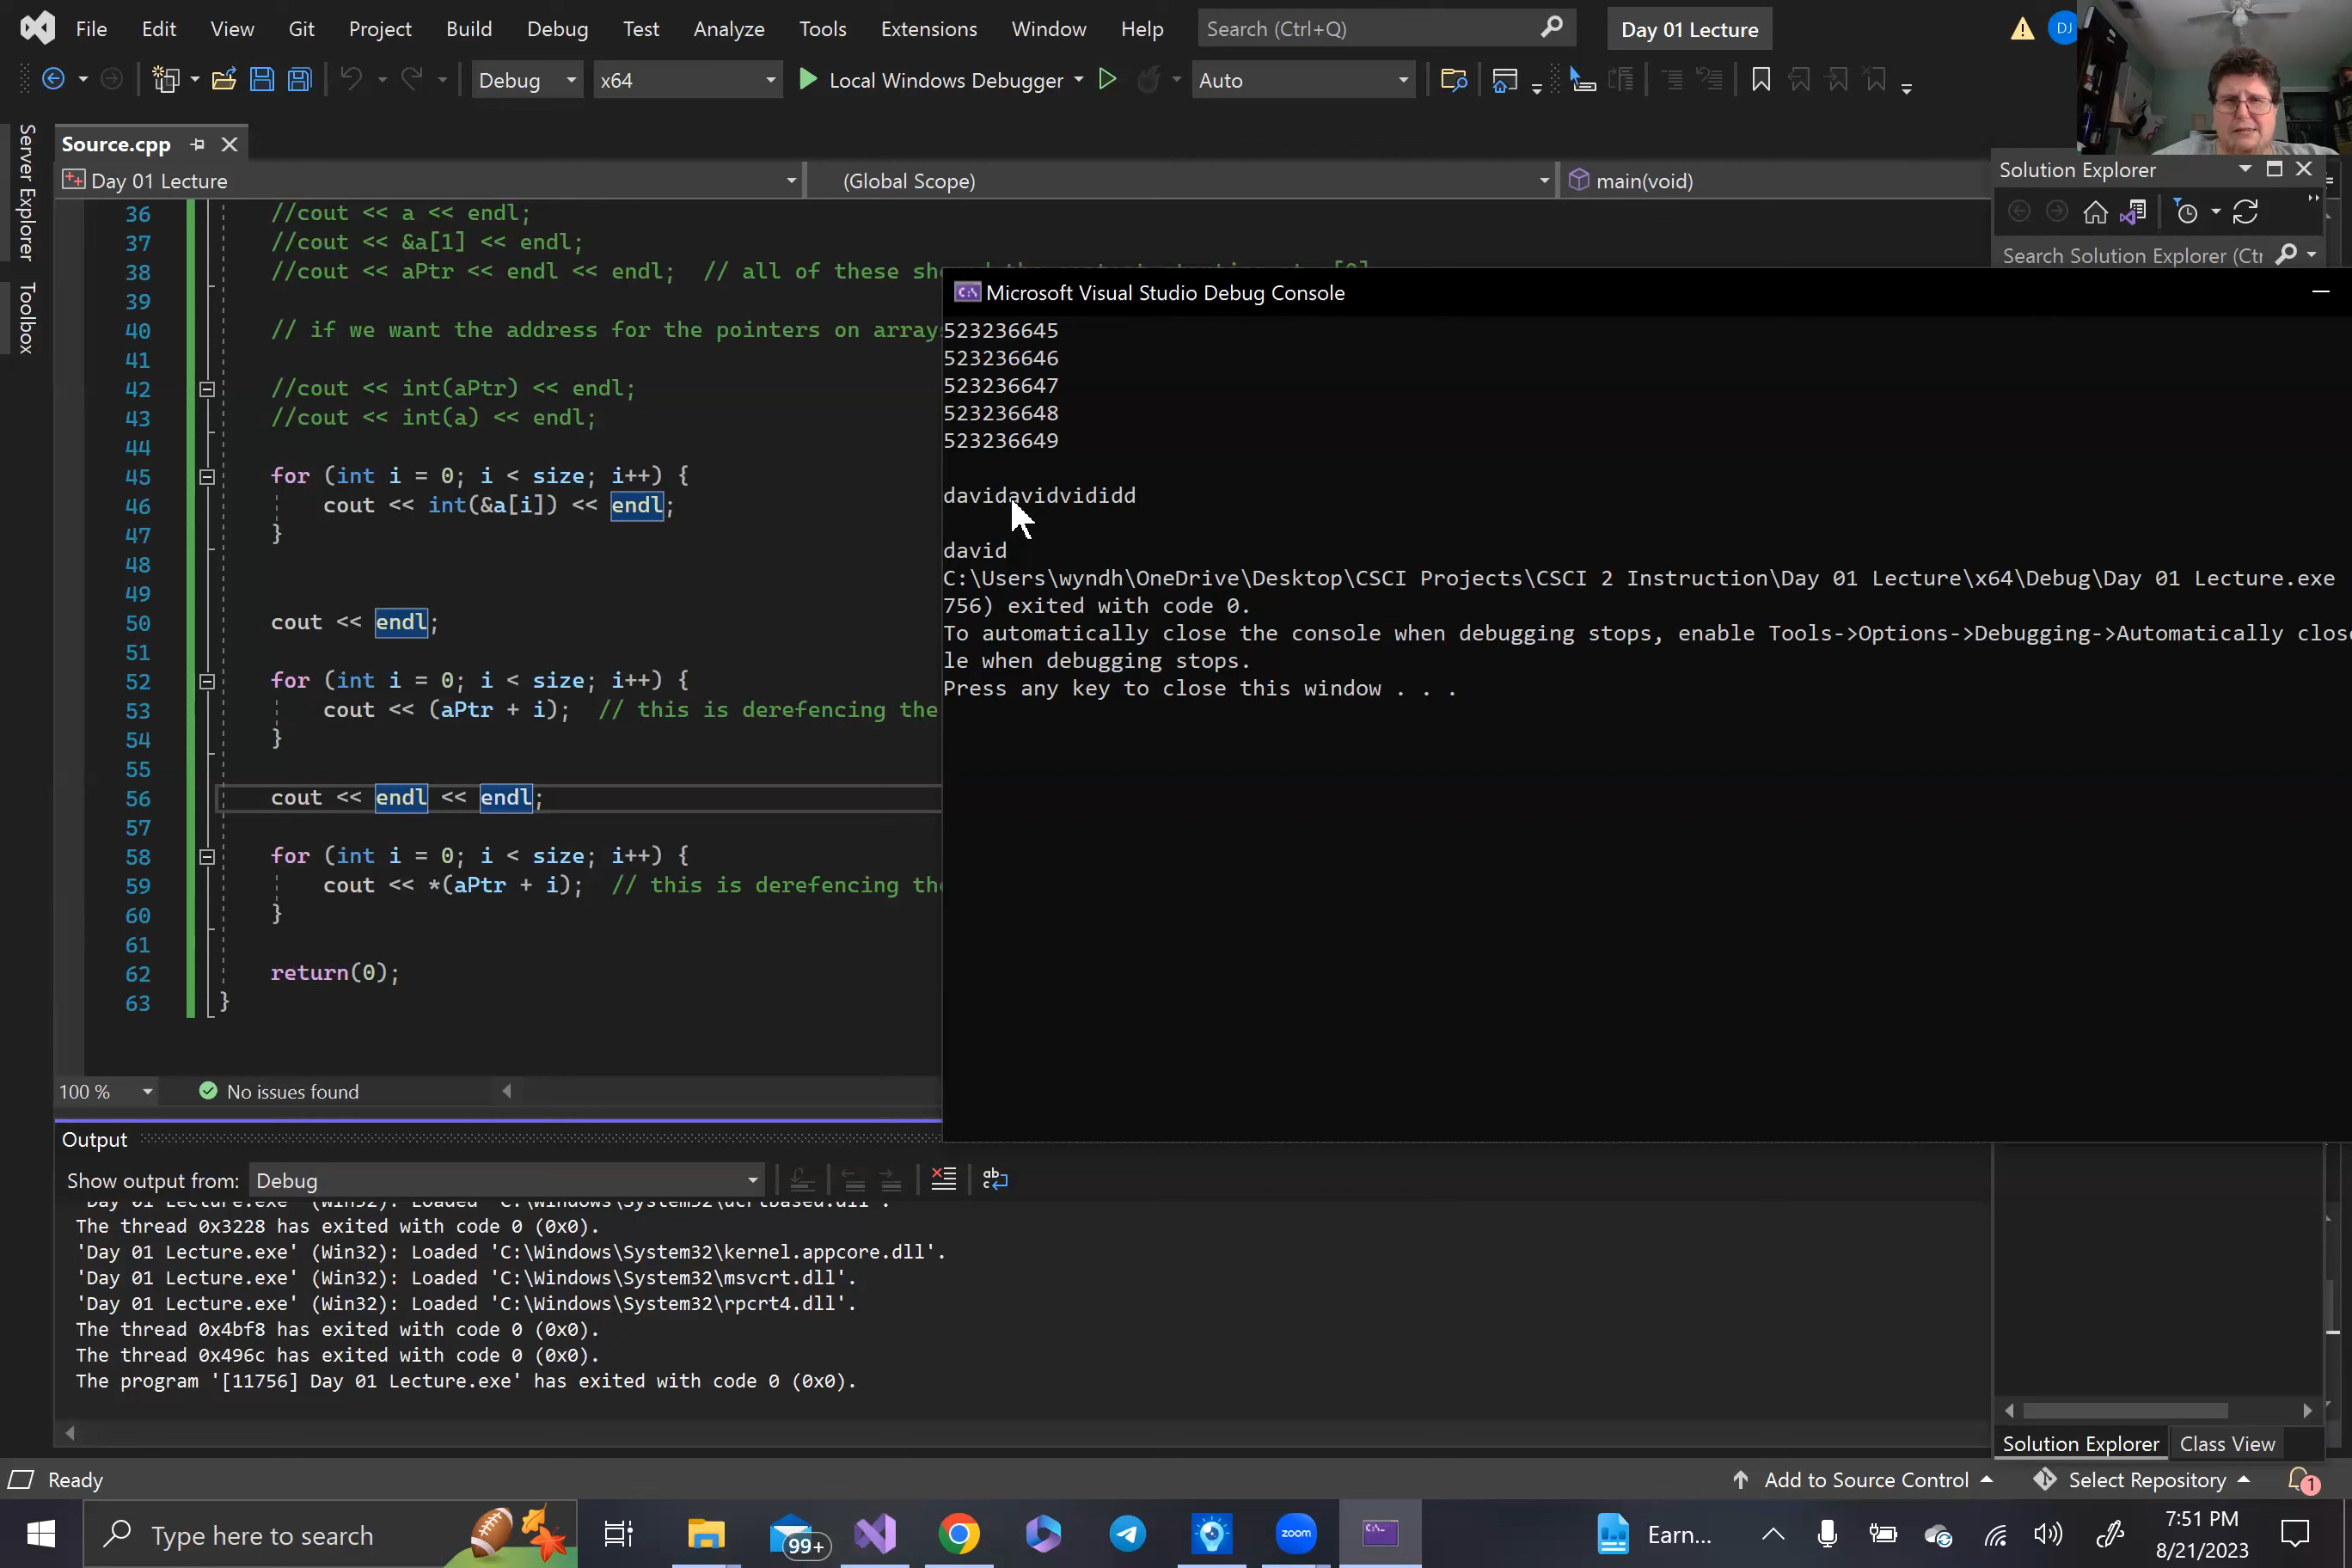 File Edit View Git Project Build Debug Test Analyze Tools Extensions Window Help Search (Ctrl+Q) Day 01 Lecture DJ
Debug x64 Local Windows Debugger Auto
Server Explorer
Toolbox
Source.cpp
Day 01 Lecture (Global Scope) main(void)
36 //cout << a << endl;
37 //cout << &a[1] << endl;
38 //cout << aPtr << endl << endl; // all of these sh
39
40 // if we want the address for the pointers on arrays
41
42 //cout << int(aPtr) << endl;
43 //cout << int(a) << endl;
44
45 for (int i = 0; i < size; i++) {
46 cout << int(&a[i]) << endl;
47 }
48
49
50 cout << endl;
51
52 for (int i = 0; i < size; i++) {
53 cout << (aPtr + i); // this is derefencing the
54 }
55
56 cout << endl << endl;
57
58 for (int i = 0; i < size; i++) {
59 cout << *(aPtr + i); // this is derefencing the
60 }
61
62 return(0);
63 }
Microsoft Visual Studio Debug Console
523236645
523236646
523236647
523236648
523236649
davidavidvididd
david
C:\Users\wyndh\OneDrive\Desktop\CSCI Projects\CSCI 2 Instruction\Day 01 Lecture\x64\Debug\Day 01 Lecture.exe
756) exited with code 0.
To automatically close the console when debugging stops, enable Tools->Options->Debugging->Automatically clos
le when debugging stops.
Press any key to close this window . . .
Solution Explorer
Search Solution Explorer (Ctr
100 % No issues found
Output
Show output from: Debug
'Day 01 Lecture.exe' (Win32): Loaded 'C:\Windows\System32\ucrtbased.dll'.
The thread 0x3228 has exited with code 0 (0x0).
'Day 01 Lecture.exe' (Win32): Loaded 'C:\Windows\System32\kernel.appcore.dll'.
'Day 01 Lecture.exe' (Win32): Loaded 'C:\Windows\System32\msvcrt.dll'.
'Day 01 Lecture.exe' (Win32): Loaded 'C:\Windows\System32\rpcrt4.dll'.
The thread 0x4bf8 has exited with code 0 (0x0).
The thread 0x496c has exited with code 0 (0x0).
The program '[11756] Day 01 Lecture.exe' has exited with code 0 (0x0).
Solution Explorer Class View
Ready Add to Source Control Select Repository 1
Type here to search 99+ zoom Earn... 7:51 PM
8/21/2023